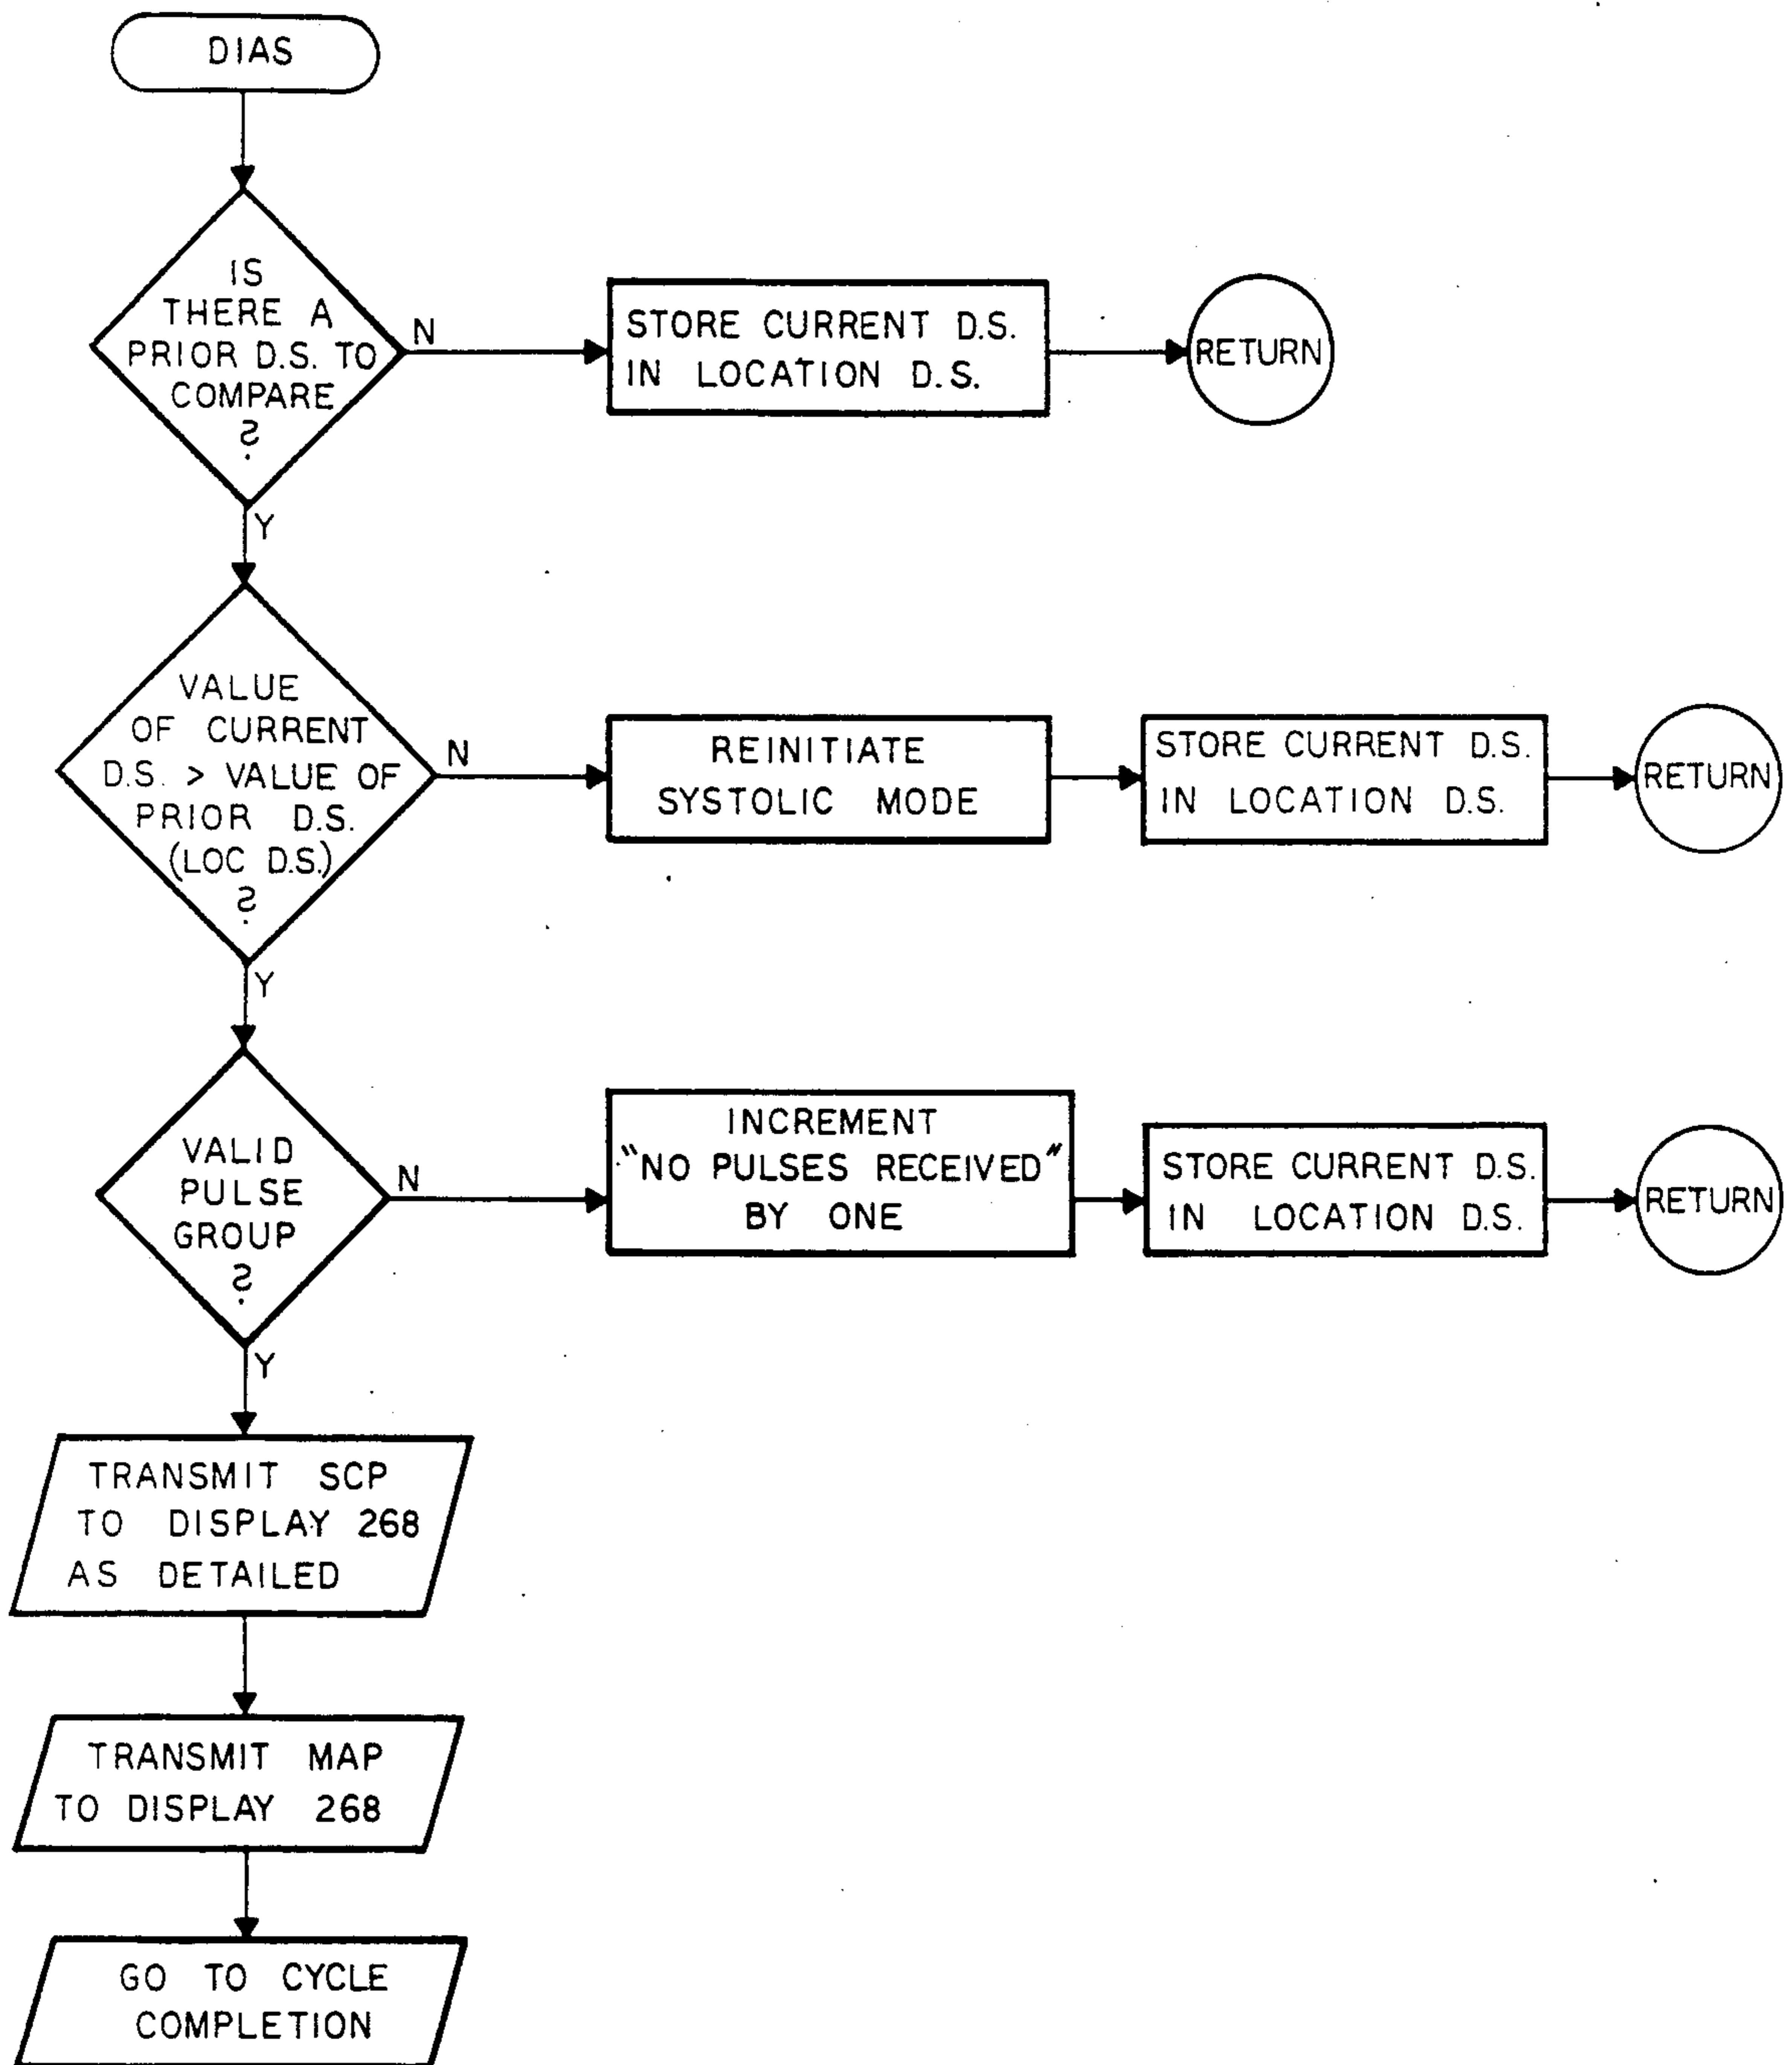 DIAS
IS
THERE A
PRIOR D.S. TO
COMPARE
?
N
STORE CURRENT D.S.
IN LOCATION D.S.
RETURN
Y
VALUE
OF CURRENT
D.S. > VALUE OF
PRIOR D.S.
(LOC D.S.)
?
N
REINITIATE
SYSTOLIC MODE
STORE CURRENT D.S.
IN LOCATION D.S.
RETURN
Y
VALID
PULSE
GROUP
?
N
INCREMENT
"NO PULSES RECEIVED"
BY ONE
STORE CURRENT D.S.
IN LOCATION D.S.
RETURN
Y
TRANSMIT SCP
TO DISPLAY 268
AS DETAILED
TRANSMIT MAP
TO DISPLAY 268
GO TO CYCLE
COMPLETION